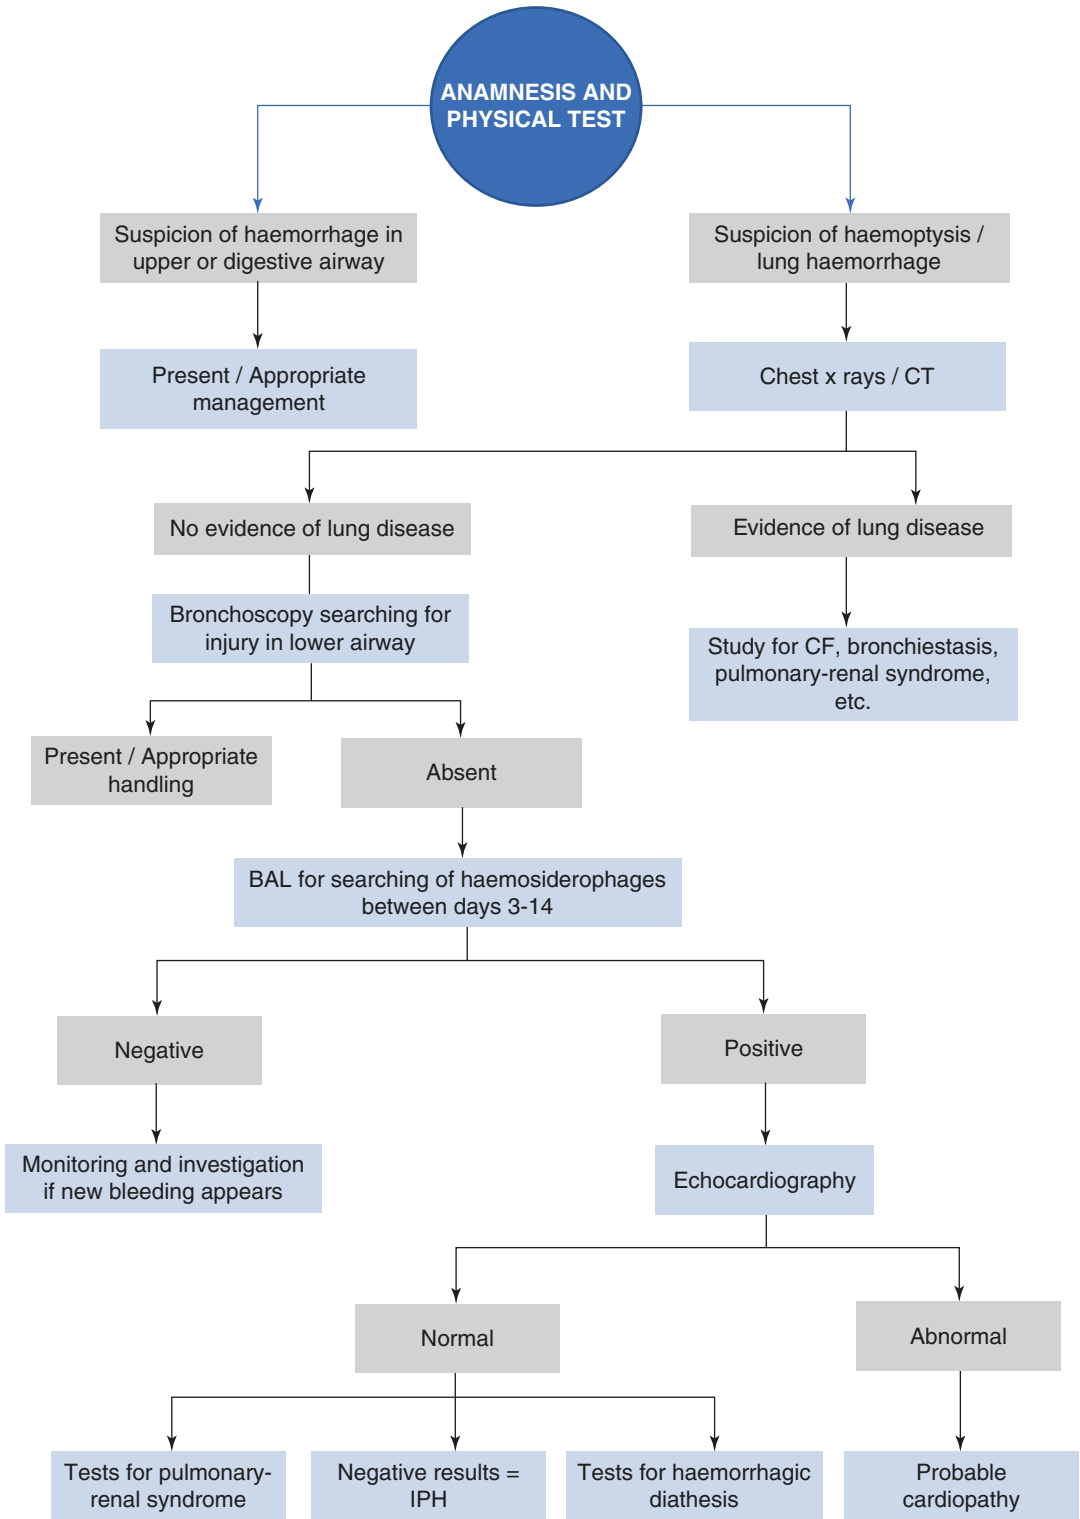 ANAMNESIS AND
PHYSICAL TEST
Suspicion of haemorrhage in
upper or digestive airway
Suspicion of haemoptysis /
lung haemorrhage
Present / Appropriate
management
Chest x rays / CT
No evidence of lung disease
Evidence of lung disease
Bronchoscopy searching for
injury in lower airway
Study for CF, bronchiestasis,
pulmonary-renal syndrome,
etc.
Present / Appropriate
handling
Absent
BAL for searching of haemosiderophages
between days 3-14
Negative
Positive
Monitoring and investigation
if new bleeding appears
Echocardiography
Normal
Abnormal
Tests for pulmonary-
renal syndrome
Negative results =
IPH
Tests for haemorrhagic
diathesis
Probable
cardiopathy